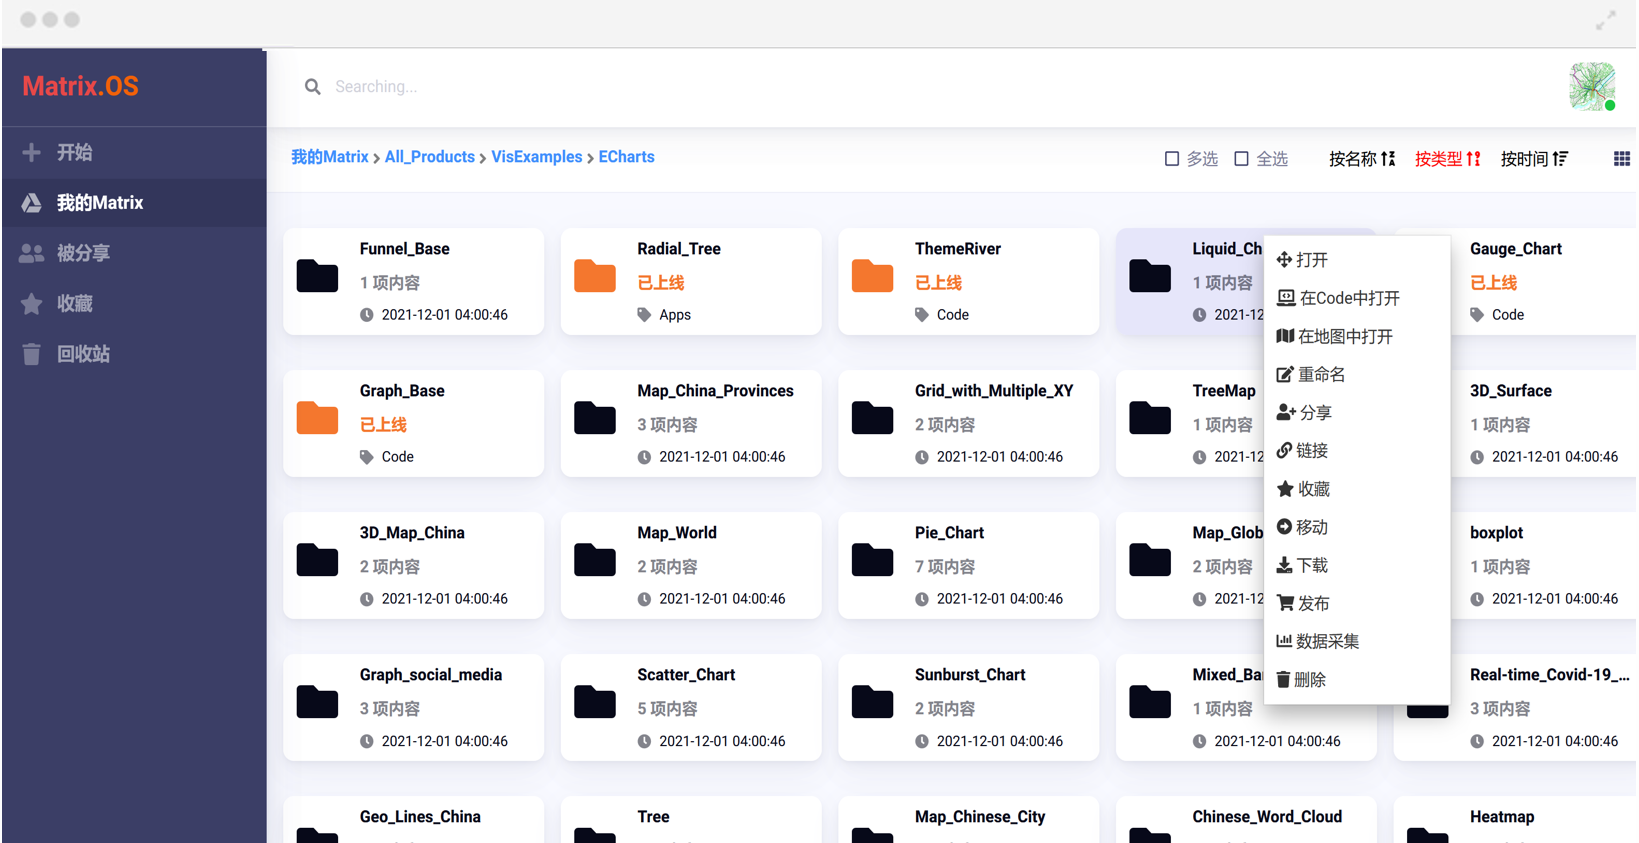 Matrix.OS
Searching...
开始
我的Matrix
被分享
收藏
回收站
我的Matrix > All_Products > VisExamples > ECharts
多选 全选 按名称 按类型 按时间
Funnel_Base
1 项内容
2021-12-01 04:00:46
Radial_Tree
已上线
Apps
ThemeRiver
已上线
Code
Liquid_Ch
1 项内容
2021-12
Gauge_Chart
已上线
Code
打开
在Code中打开
在地图中打开
重命名
分享
链接
收藏
移动
下载
发布
数据采集
删除
Graph_Base
已上线
Code
Map_China_Provinces
3 项内容
2021-12-01 04:00:46
Grid_with_Multiple_XY
2 项内容
2021-12-01 04:00:46
TreeMap
1 项内容
2021-12
3D_Surface
1 项内容
2021-12-01 04:00:46
3D_Map_China
2 项内容
2021-12-01 04:00:46
Map_World
2 项内容
2021-12-01 04:00:46
Pie_Chart
7 项内容
2021-12-01 04:00:46
Map_Glob
2 项内容
2021-12
boxplot
1 项内容
2021-12-01 04:00:46
Graph_social_media
3 项内容
2021-12-01 04:00:46
Scatter_Chart
5 项内容
2021-12-01 04:00:46
Sunburst_Chart
2 项内容
2021-12-01 04:00:46
Mixed_Ba
1 项内容
2021-12-01 04:00:46
Real-time_Covid-19_...
3 项内容
2021-12-01 04:00:46
Geo_Lines_China
Tree
Map_Chinese_City
Chinese_Word_Cloud
Heatmap